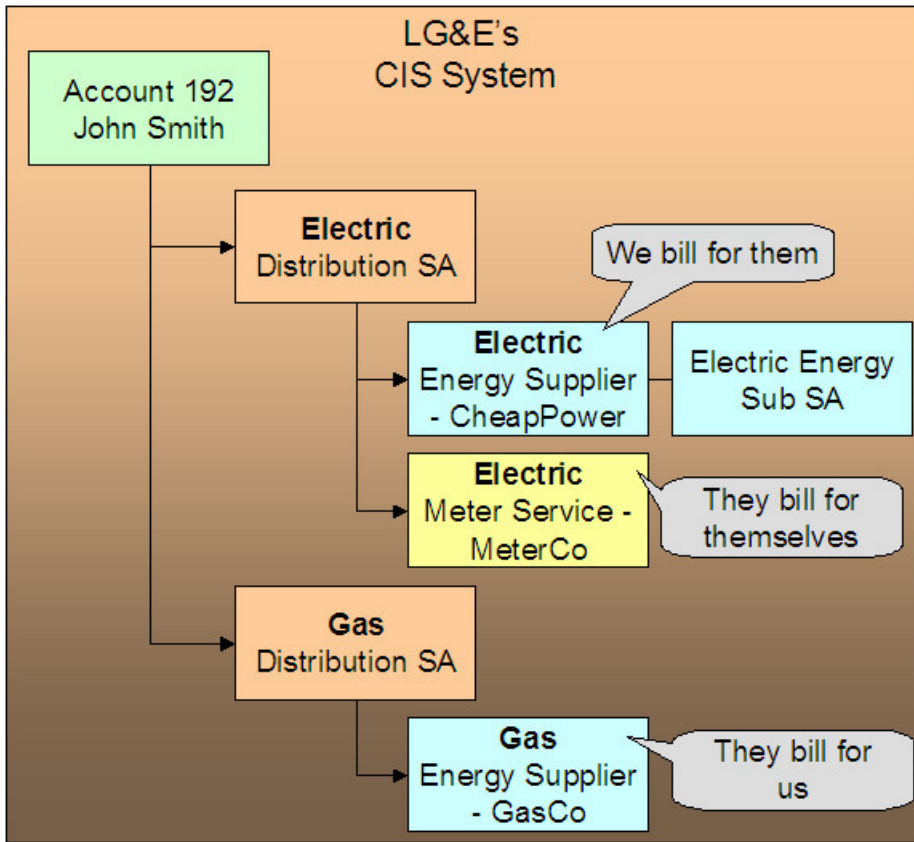 LG&E's
CIS System
Account 192
John Smith
Electric
Distribution SA
We bill for them
Electric
Energy Supplier
- CheapPower
Electric Energy
Sub SA
Electric
Meter Service -
MeterCo
They bill for
themselves
Gas
Distribution SA
Gas
Energy Supplier
- GasCo
They bill for
us